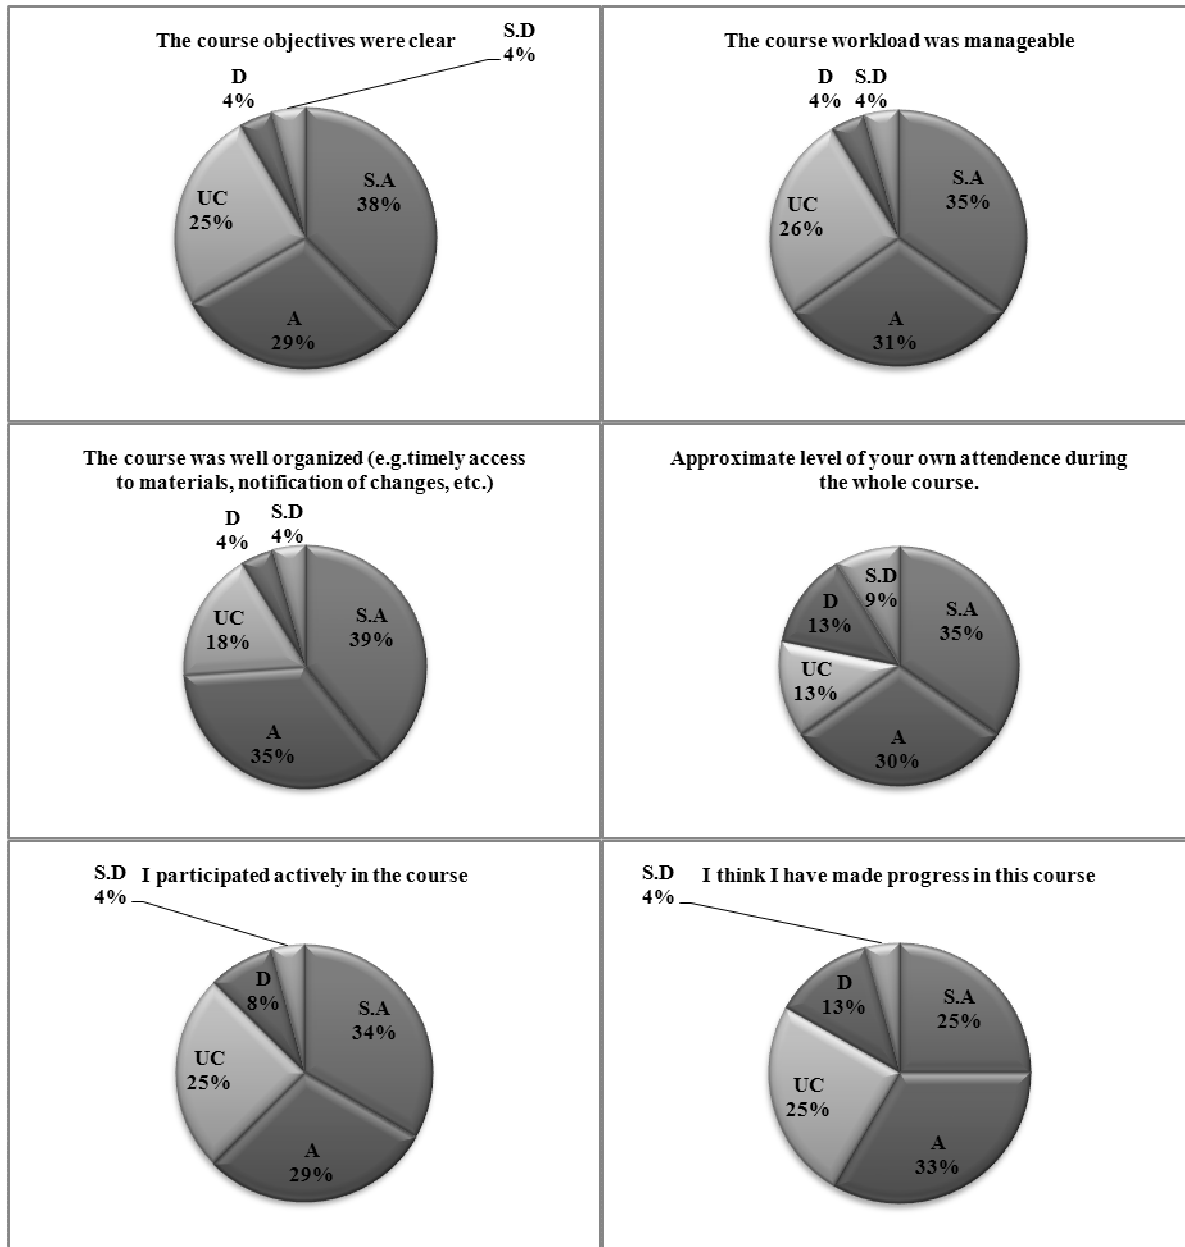 The course objectives were clear
S.D
4%
D
4%
UC
25%
S.A
38%
A
29%
The course workload was manageable
D
4%
S.D
4%
UC
26%
S.A
35%
A
31%
The course was well organized (e.g.timely access
to materials, notification of changes, etc.)
D
4%
S.D
4%
UC
18%
S.A
39%
A
35%
Approximate level of your own attendence during
the whole course.
S.D
9%
D
13%
S.A
35%
UC
13%
A
30%
S.D
4%
I participated actively in the course
D
8%
S.A
34%
UC
25%
A
29%
S.D
4%
I think I have made progress in this course
D
13%
S.A
25%
UC
25%
A
33%